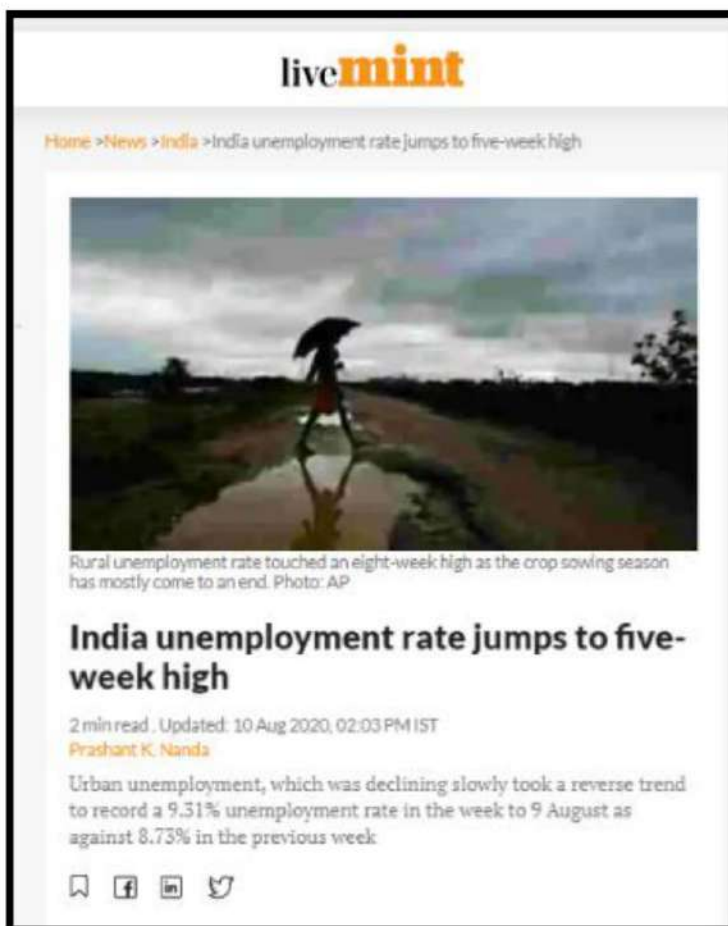 livemint
Home >News >India >India unemployment rate jumps to five-week high
Rural unemployment rate touched an eight-week high as the crop sowing season
has mostly come to an end. Photo: AP
India unemployment rate jumps to five-
week high
2 min read . Updated: 10 Aug 2020, 02:03 PM IST
Prashant K. Nanda
Urban unemployment, which was declining slowly took a reverse trend
to record a 9.31% unemployment rate in the week to 9 August as
against 8.73% in the previous week